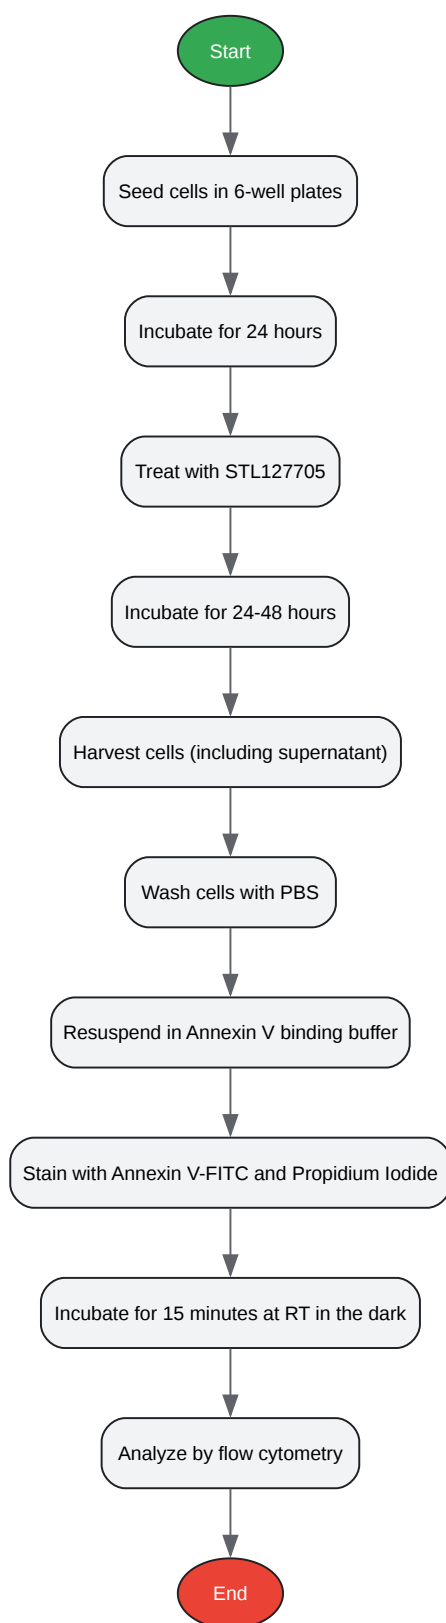 Start
Seed cells in 6-well plates
Incubate for 24 hours
Treat with STL127705
Incubate for 24-48 hours
Harvest cells (including supernatant)
Wash cells with PBS
Resuspend in Annexin V binding buffer
Stain with Annexin V-FITC and Propidium Iodide
Incubate for 15 minutes at RT in the dark
Analyze by flow cytometry
End